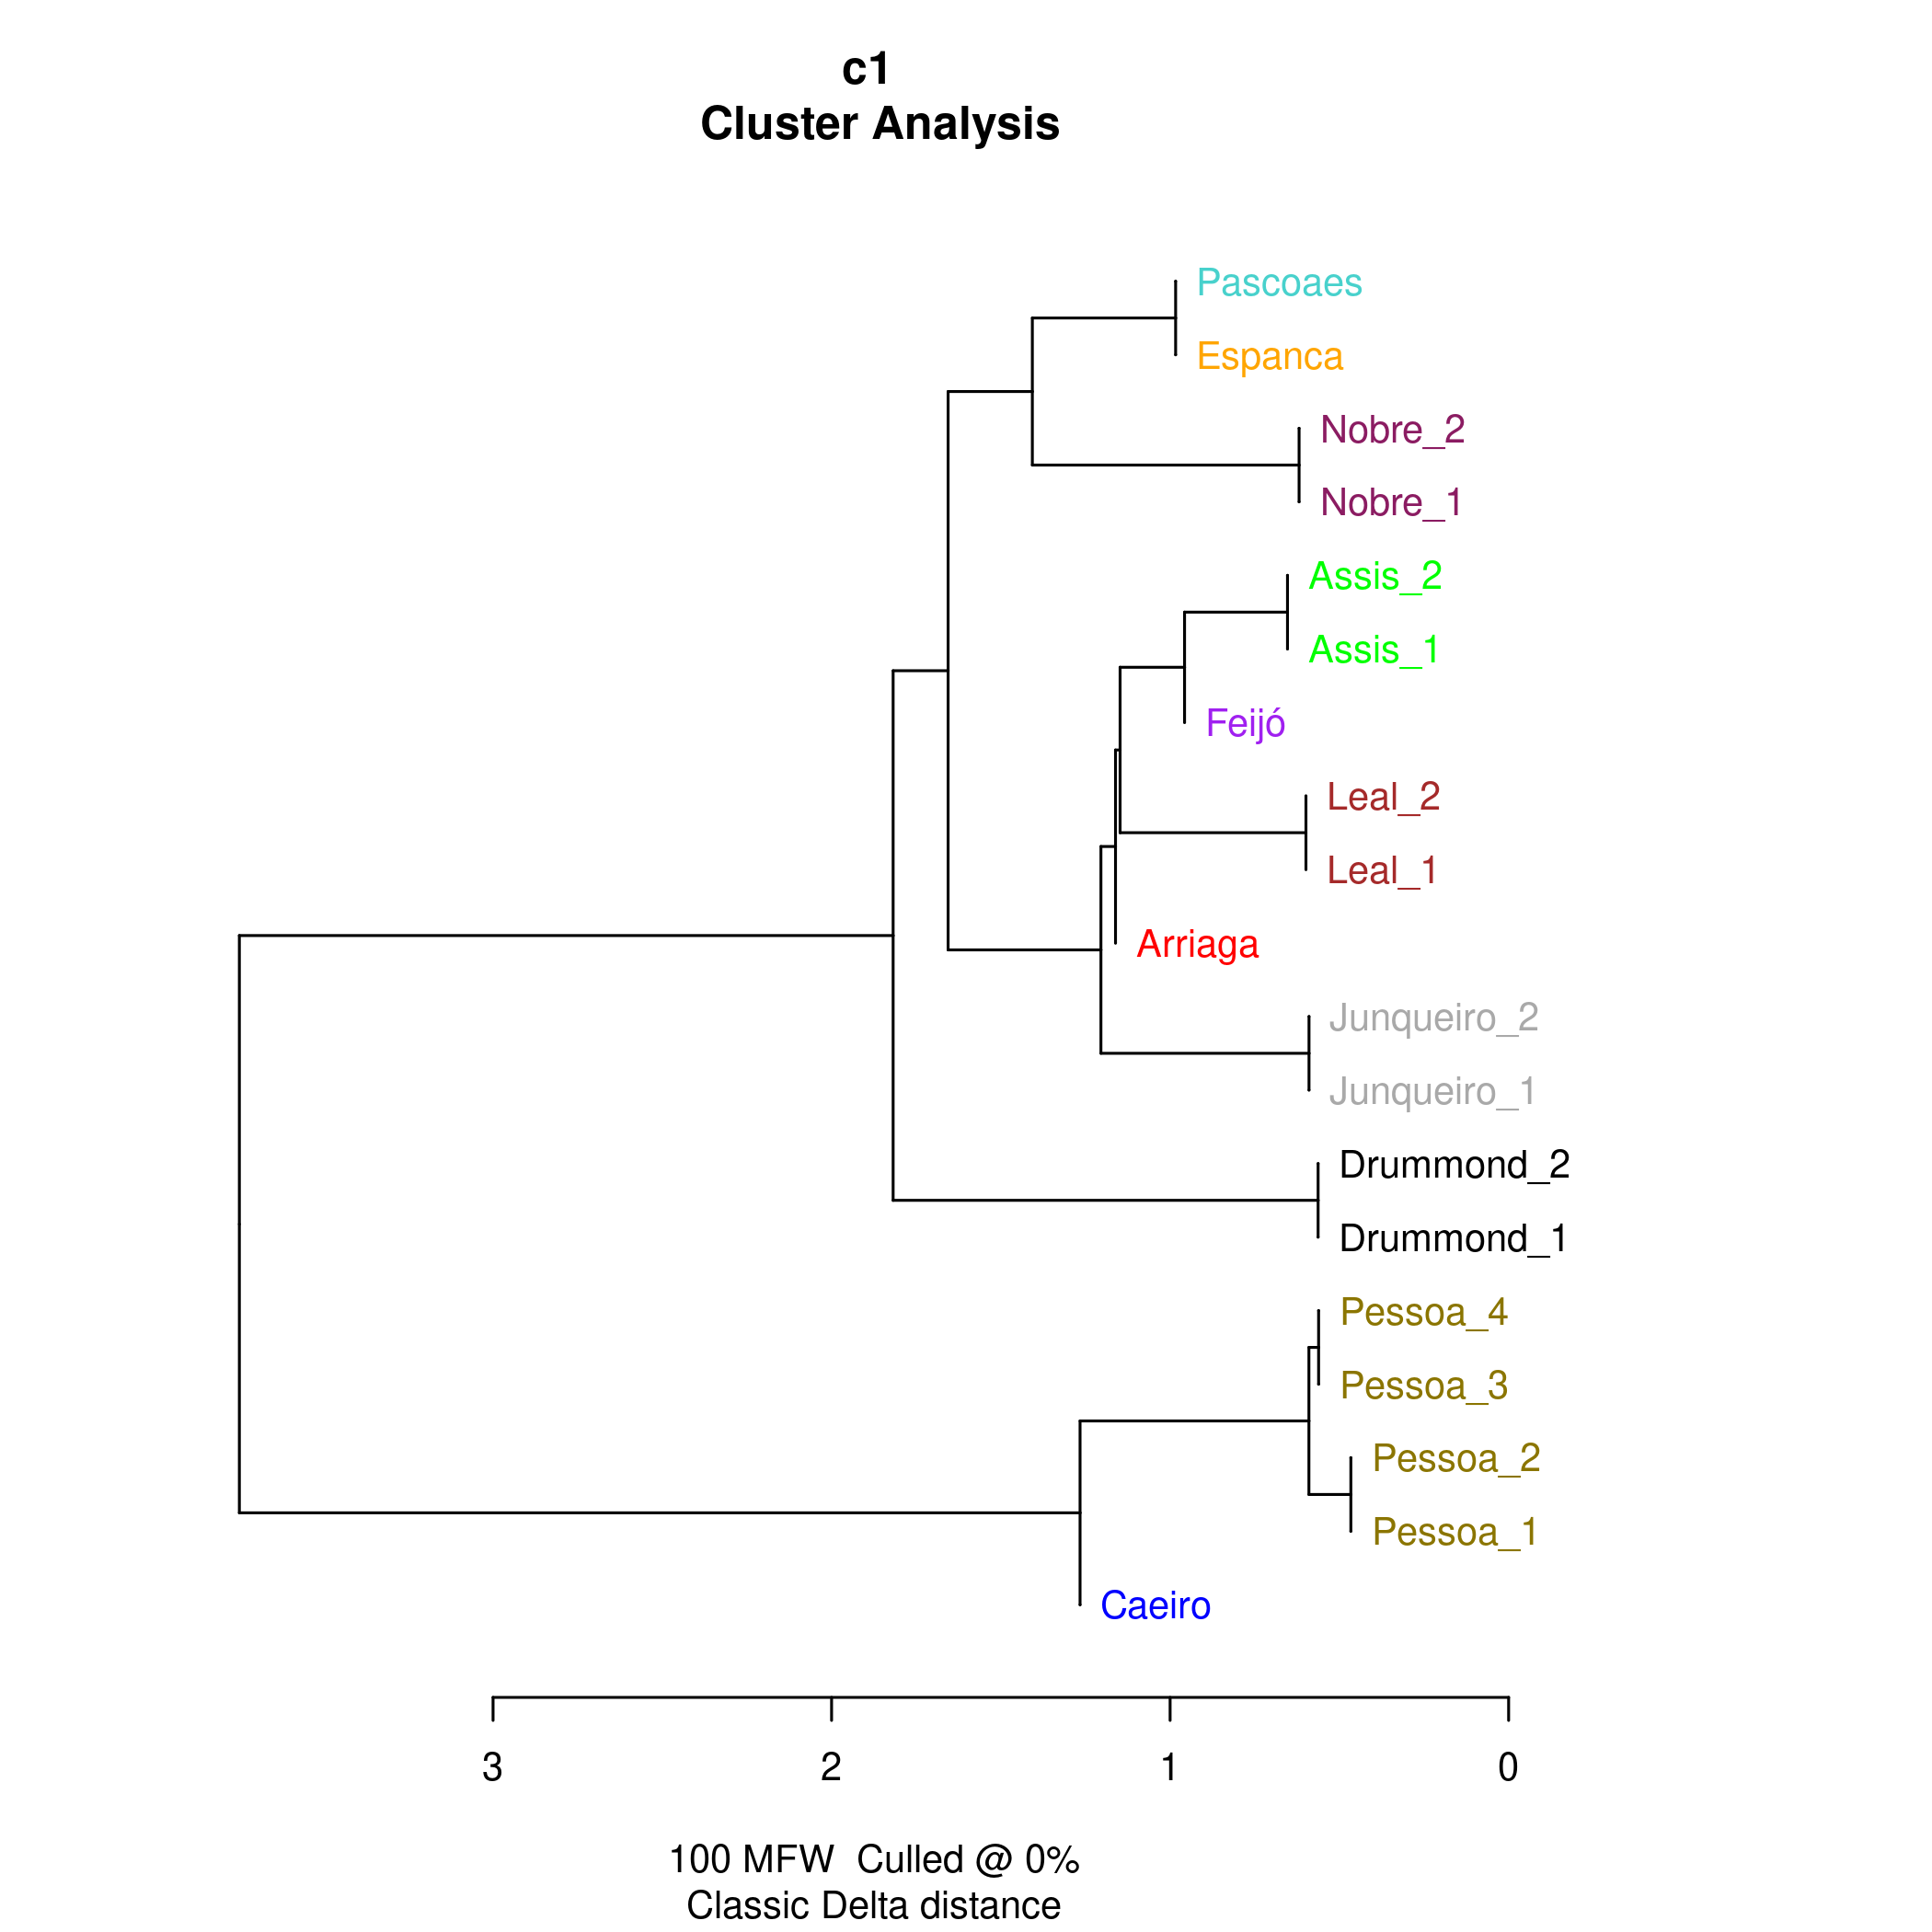 c1
Cluster Analysis
Pascoaes
Espanca
Nobre_2
Nobre_1
Assis_2
Assis_1
Feijó
Leal_2
Leal_1
Arriaga
Junqueiro_2
Junqueiro_1
Drummond_2
Drummond_1
Pessoa_4
Pessoa_3
Pessoa_2
Pessoa_1
Caeiro
3 2 1 0
100 MFW  Culled @ 0%
Classic Delta distance